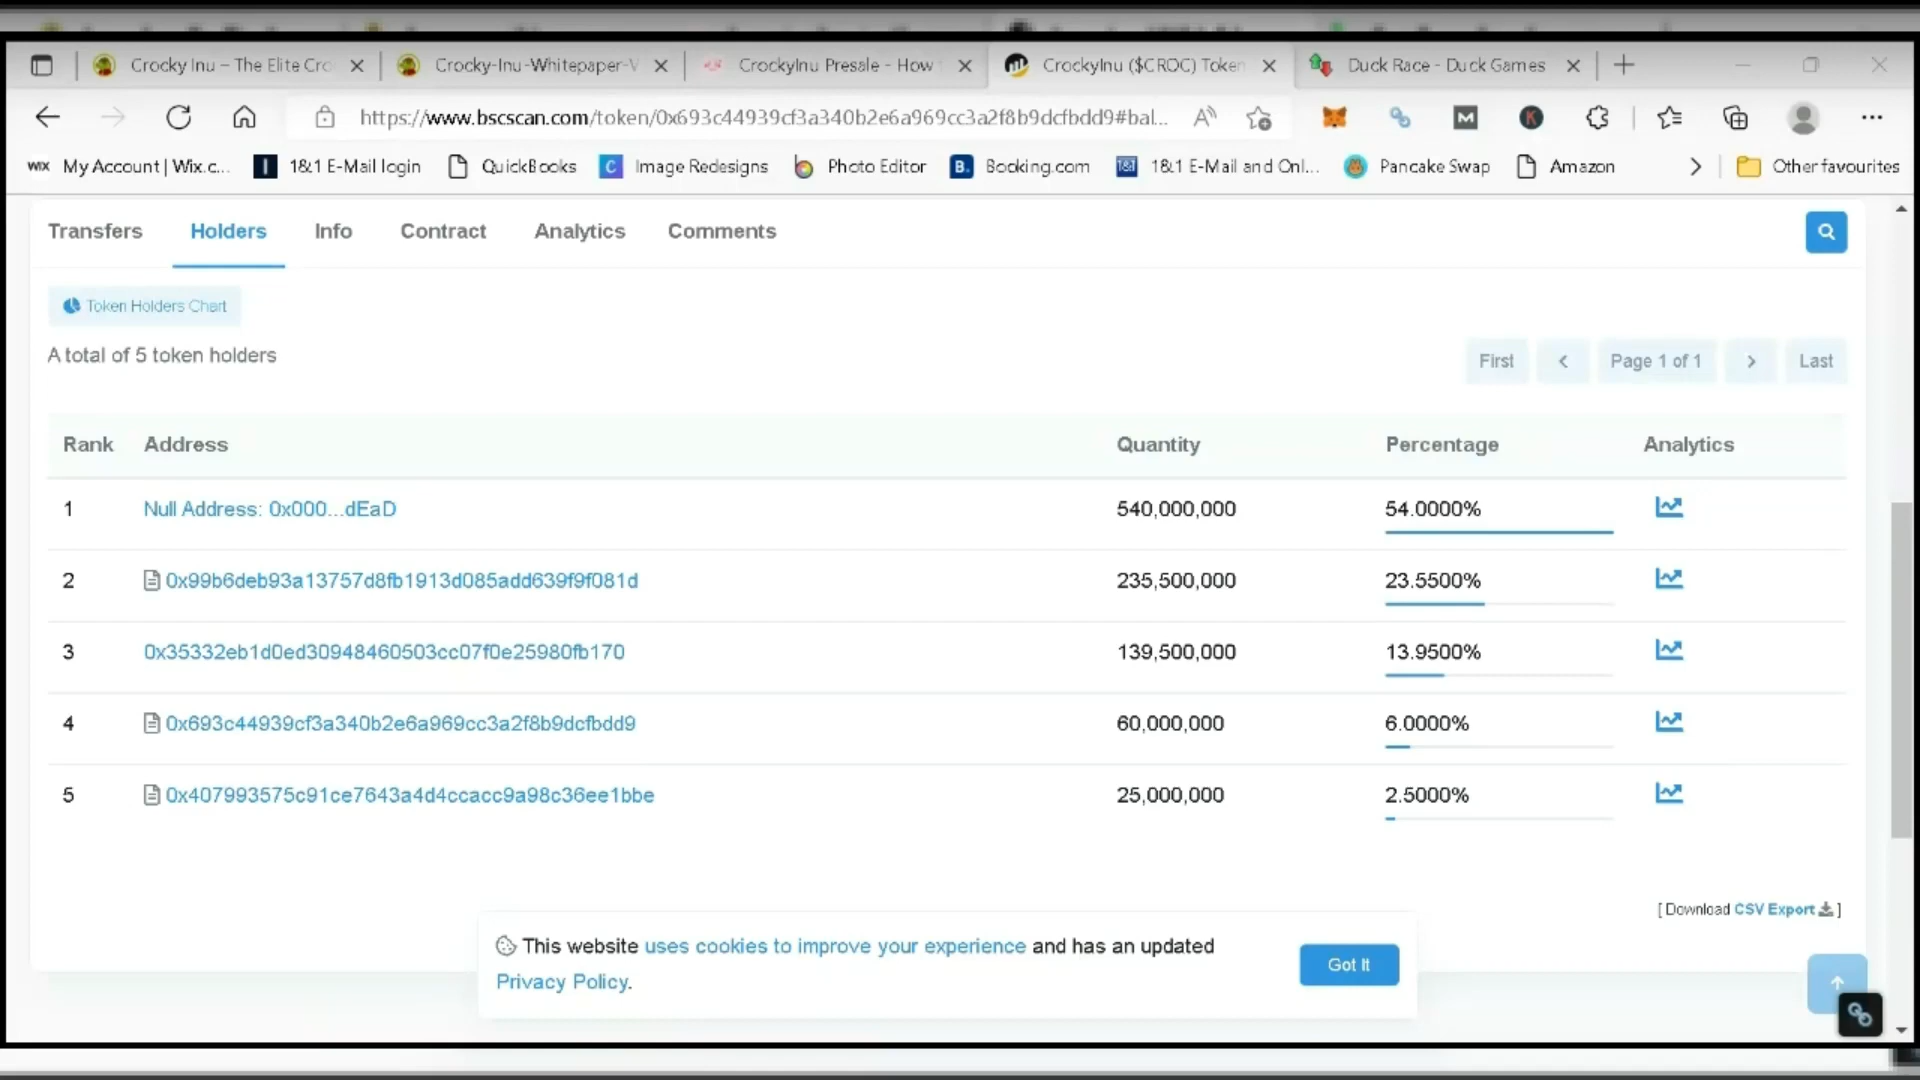 Crocky Inu – The Elite Cro
Crocky-Inu-Whitepaper-V
CrockyInu Presale - How
CrockyInu ($CROC) Token
Duck Race - Duck Games
https://www.bscscan.com/token/0x693c44939cf3a340b2e6a969cc3a2f8b9dcfbdd9#bal...
WIX My Account | Wix.c...
1&1 E-Mail login
QuickBooks
C Image Redesigns
Photo Editor
B. Booking.com
1&1 1&1 E-Mail and Onl...
Pancake Swap
Amazon
Other favourites
Transfers
Holders
Info
Contract
Analytics
Comments
Token Holders Chart
A total of 5 token holders
First
Page 1 of 1
Last
Rank Address Quantity Percentage Analytics
1 Null Address: 0x000...dEaD 540,000,000 54.0000%
2 0x99b6deb93a13757d8fb1913d085add639f9f081d 235,500,000 23.5500%
3 0x35332eb1d0ed30948460503cc07f0e25980fb170 139,500,000 13.9500%
4 0x693c44939cf3a340b2e6a969cc3a2f8b9dcfbdd9 60,000,000 6.0000%
5 0x407993575c91ce7643a4d4ccacc9a98c36ee1bbe 25,000,000 2.5000%
[ Download CSV Export ]
This website uses cookies to improve your experience and has an updated
Privacy Policy.
Got It